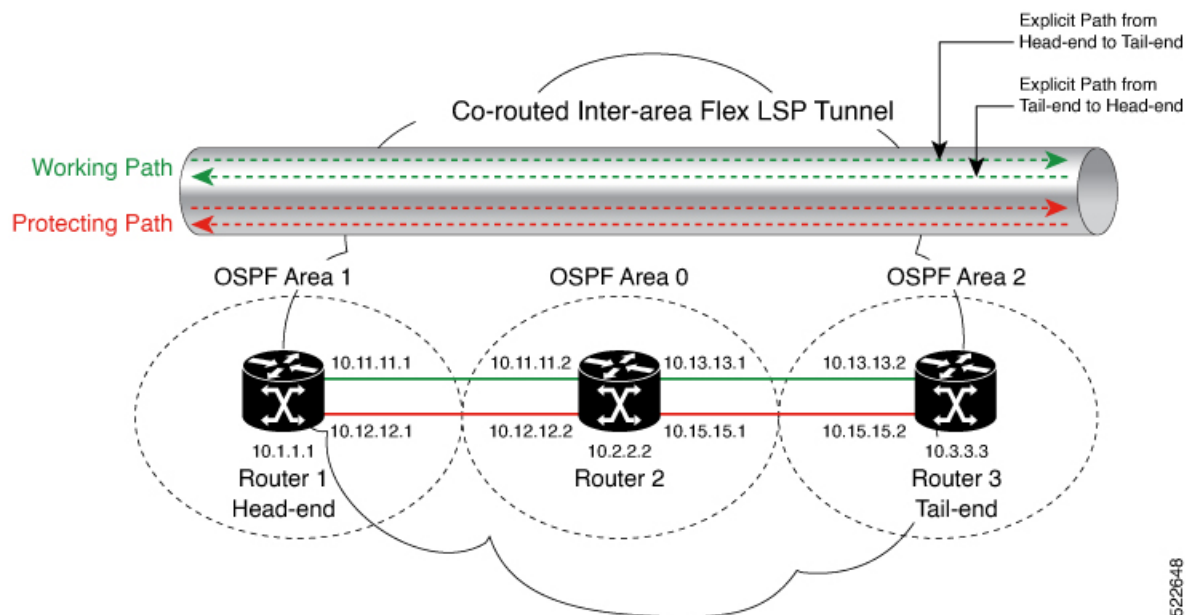 Explicit Path from
Head-end to Tail-end
Explicit Path from
Tail-end to Head-end
Co-routed Inter-area Flex LSP Tunnel
Working Path
Protecting Path
OSPF Area 1
OSPF Area 0
OSPF Area 2
10.11.11.1
10.11.11.2
10.13.13.1
10.13.13.2
10.12.12.1
10.12.12.2
10.15.15.1
10.15.15.2
10.1.1.1
10.2.2.2
10.3.3.3
Router 1
Head-end
Router 2
Router 3
Tail-end
522648